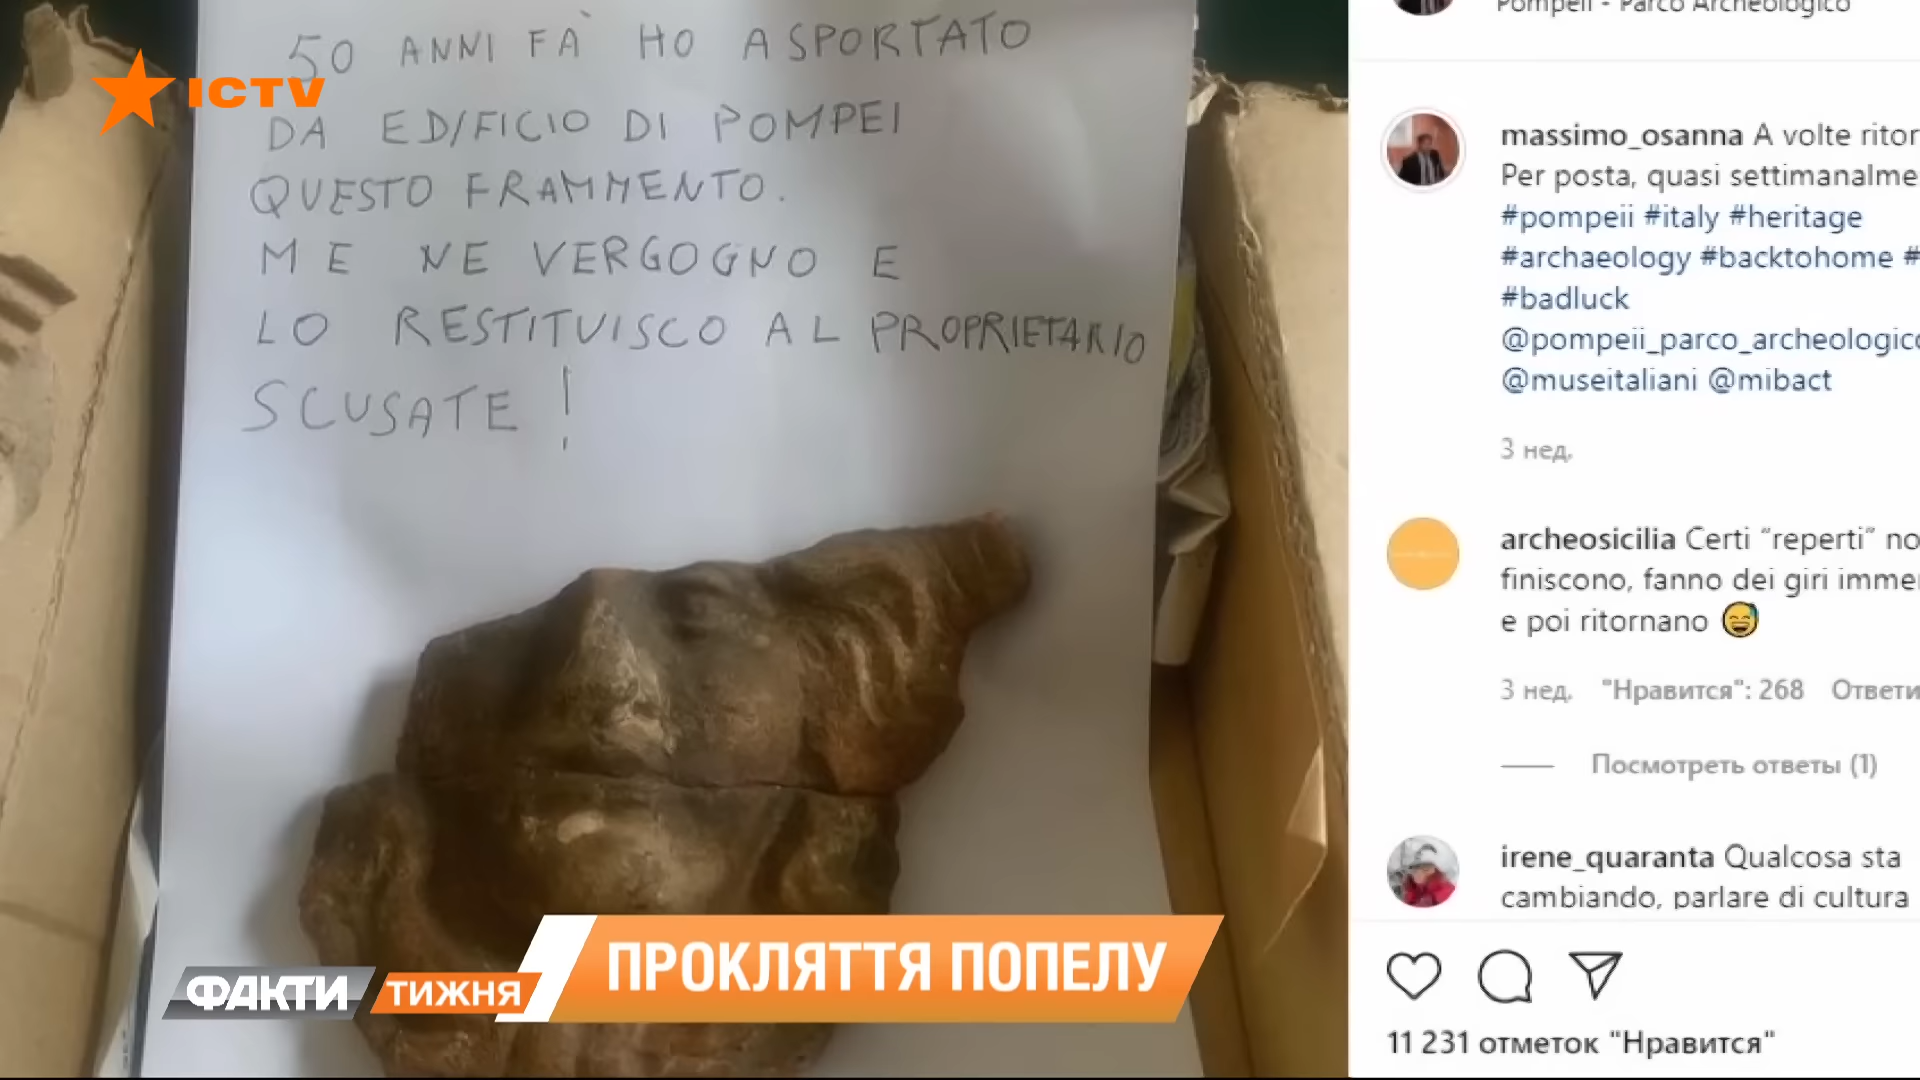 50 ANNI FÀ HO ASPORTATO
DA EDIFICIO DI POMPEI
QUESTO FRAMMENTO.
ME NE VERGOGNO E
LO RESTITUISCO AL PROPRIETARIO
SCUSATE!
ICTV
ФАКТИ ТИЖНЯ
ПРОКЛЯТТЯ ПОПЕЛУ
Pompeii - Parco Archeologico
massimo_osanna A volte ritor
Per posta, quasi settimanalme
#pompeii #italy #heritage
#archaeology #backtohome #
#badluck
@pompeii_parco_archeologico
@museitaliani @mibact
3 нед.
archeosicilia Certi “reperti” no
finiscono, fanno dei giri imme
e poi ritornano 😅
3 нед. "Нравится": 268 Ответи
Посмотреть ответы (1)
irene_quaranta Qualcosa sta
cambiando, parlare di cultura
11 231 отметок "Нравится"